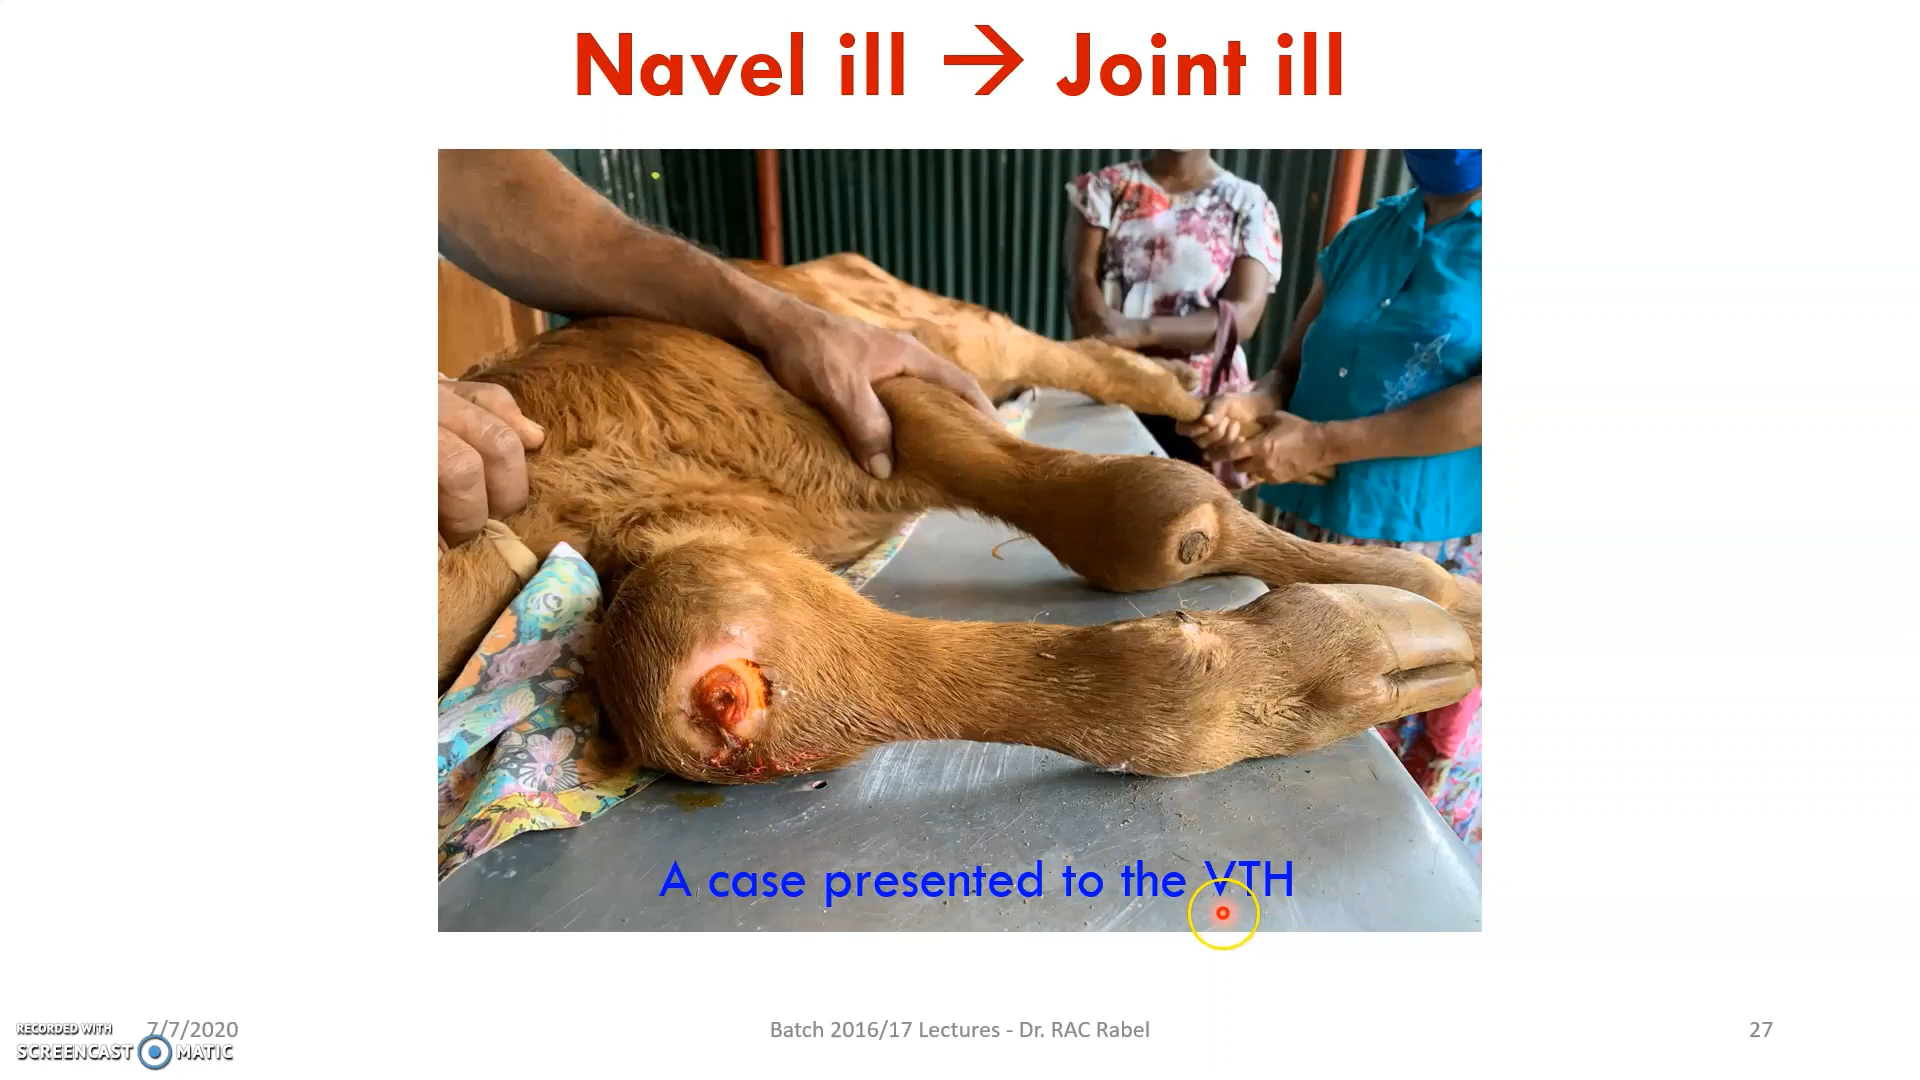 Navel ill → Joint ill
A case presented to the VTH
RECORDED WITH
SCREENCAST MATIC
7/7/2020
Batch 2016/17 Lectures - Dr. RAC Rabel
27